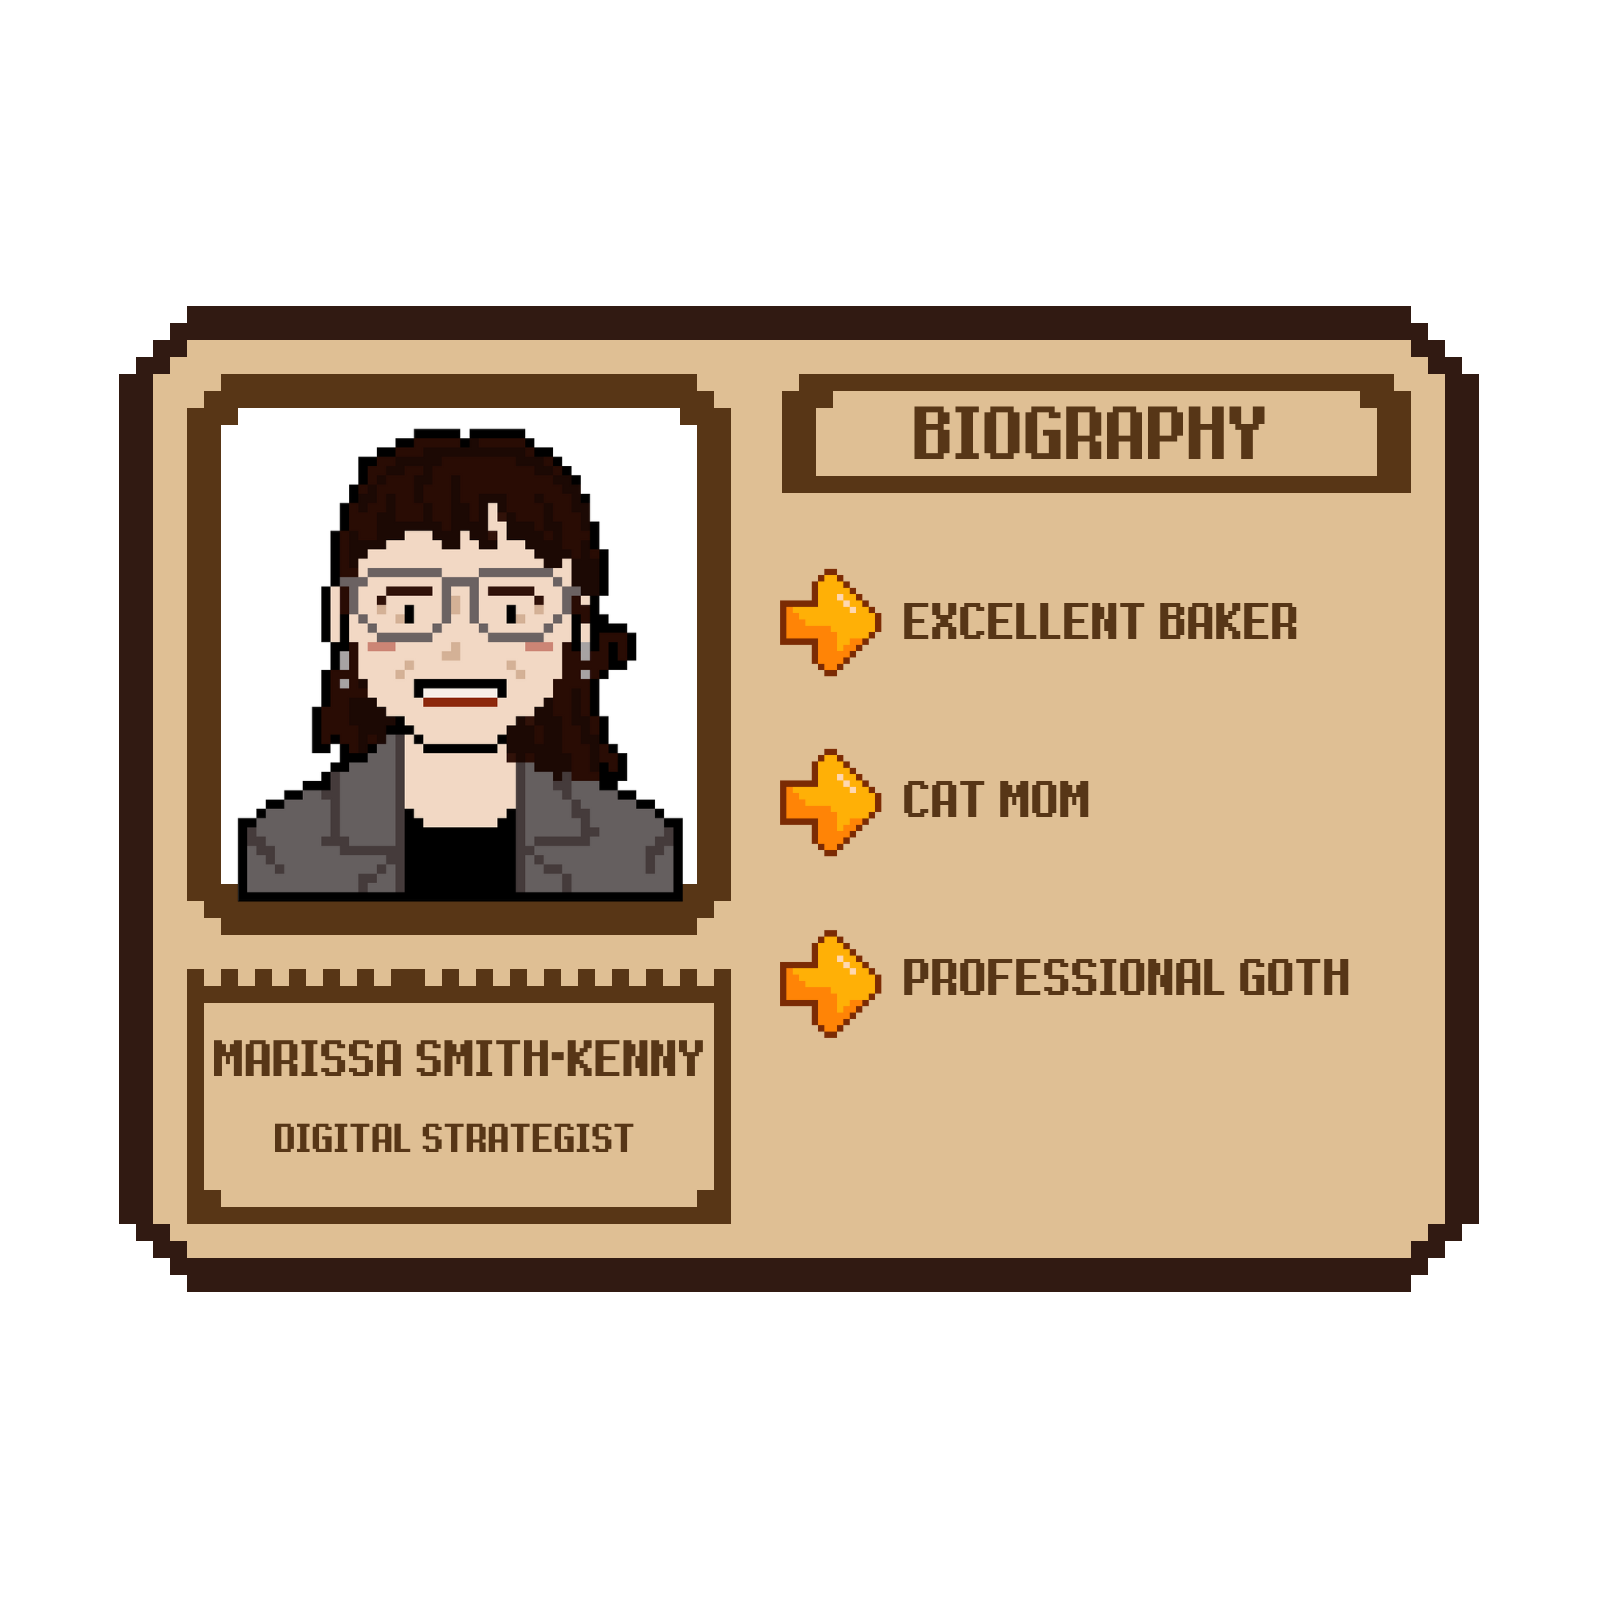 BIOGRAPHY
EXCELLENT BAKER
CAT MOM
PROFESSIONAL GOTH
MARISSA SMITH-KENNY
DIGITAL STRATEGIST